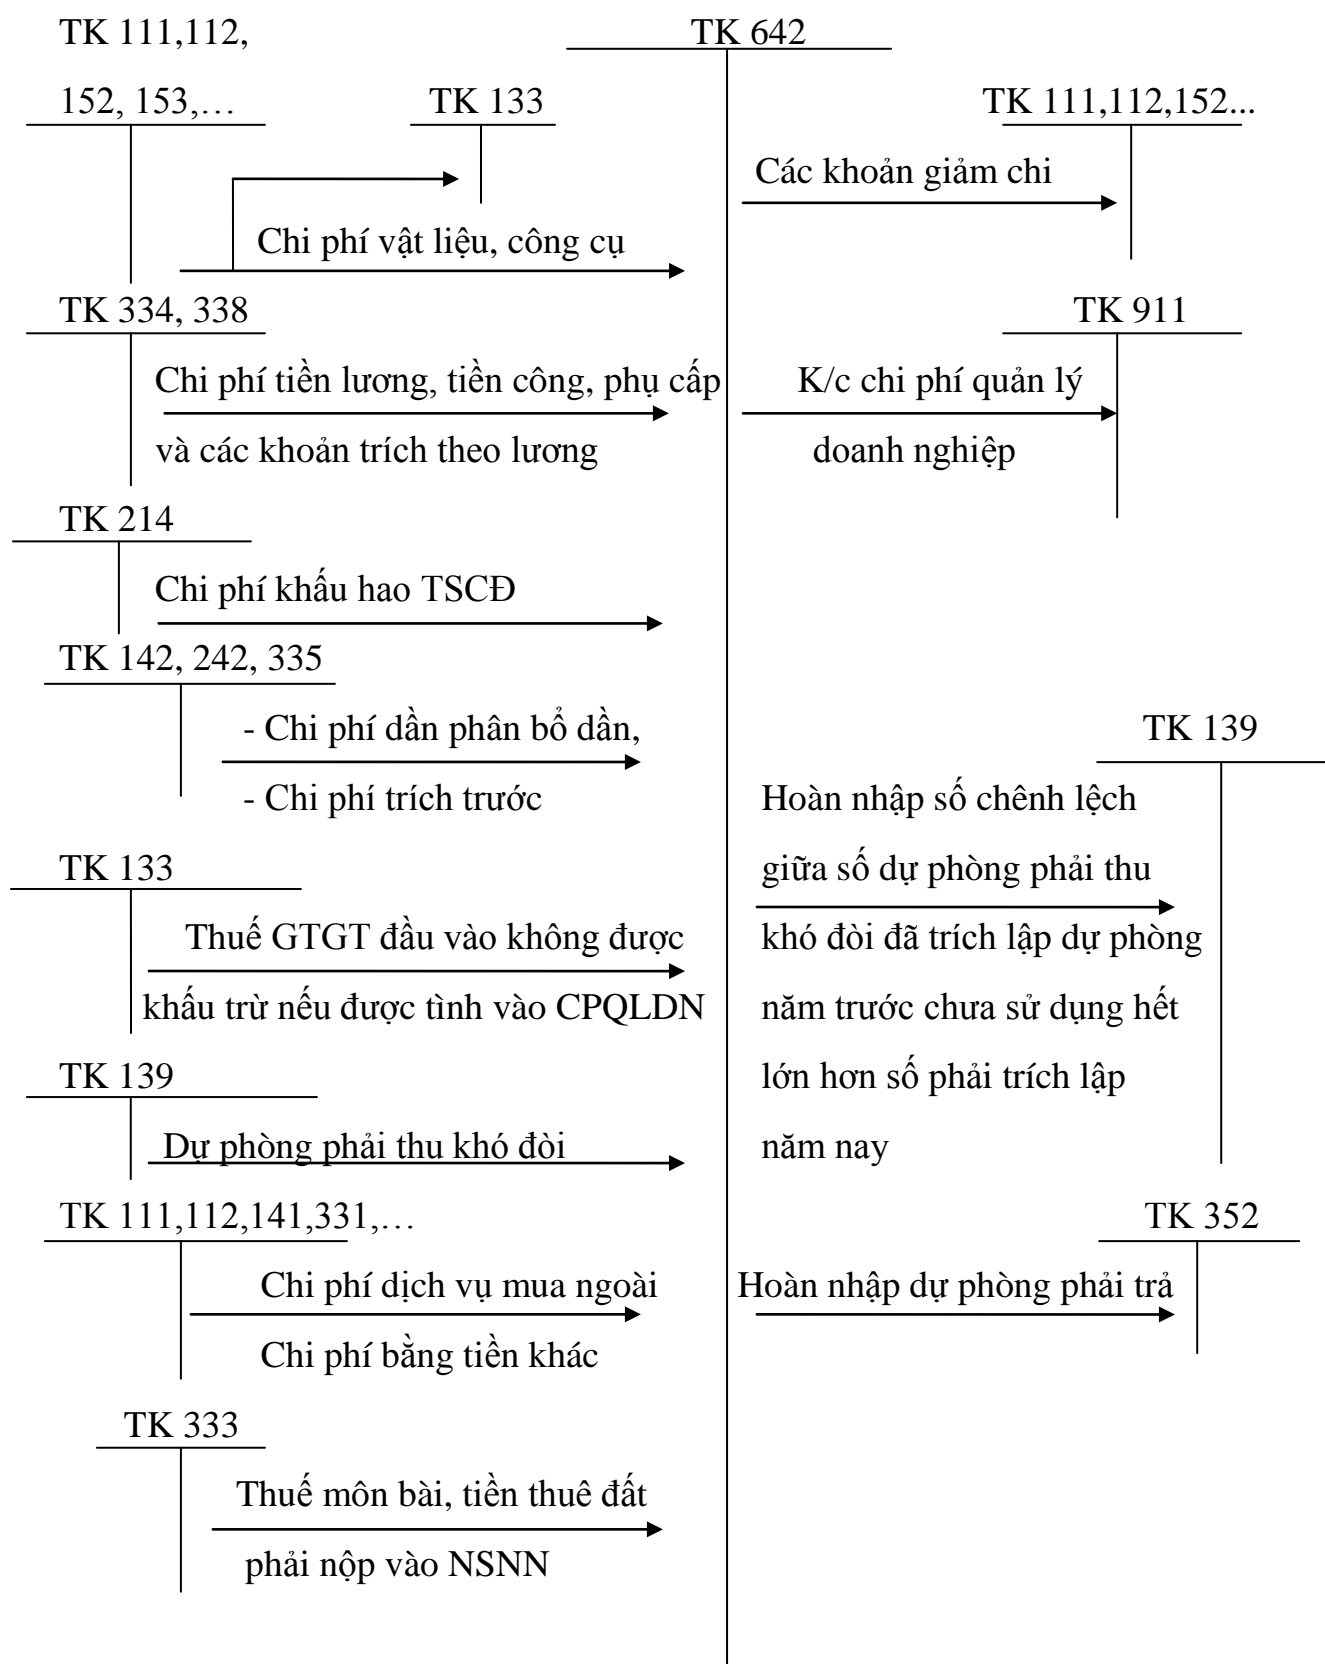 TK 111,112,
TK 642
152, 153,…
TK 133
TK 111,112,152...
Các khoản giảm chi
Chi phí vật liệu, công cụ
TK 334, 338
TK 911
Chi phí tiền lương, tiền công, phụ cấp
K/c chi phí quản lý
và các khoản trích theo lương
doanh nghiệp
TK 214
Chi phí khấu hao TSCĐ
TK 142, 242, 335
- Chi phí dần phân bổ dần,
TK 139
- Chi phí trích trước
Hoàn nhập số chênh lệch
TK 133
giữa số dự phòng phải thu
Thuế GTGT đầu vào không được
khó đòi đã trích lập dự phòng
khấu trừ nếu được tình vào CPQLDN
năm trước chưa sử dụng hết
TK 139
lớn hơn số phải trích lập
Dự phòng phải thu khó đòi
năm nay
TK 111,112,141,331,…
TK 352
Chi phí dịch vụ mua ngoài
Hoàn nhập dự phòng phải trả
Chi phí bằng tiền khác
TK 333
Thuế môn bài, tiền thuê đất
phải nộp vào NSNN